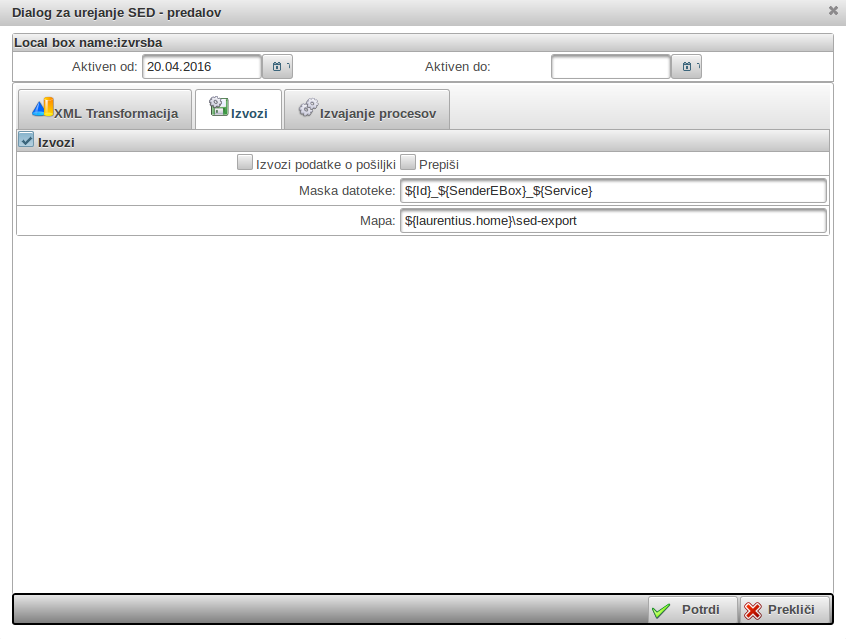 Dialog za urejanje SED - predalov
Local box name:izvrsba
Aktiven od: 20.04.2016 Aktiven do:
XML Transformacija Izvozi Izvajanje procesov
Izvozi
Izvozi podatke o pošiljki Prepiši
Maska datoteke: ${Id}_${SenderEBox}_${Service}
Mapa: ${laurentius.home}\sed-export
Potrdi Prekliči